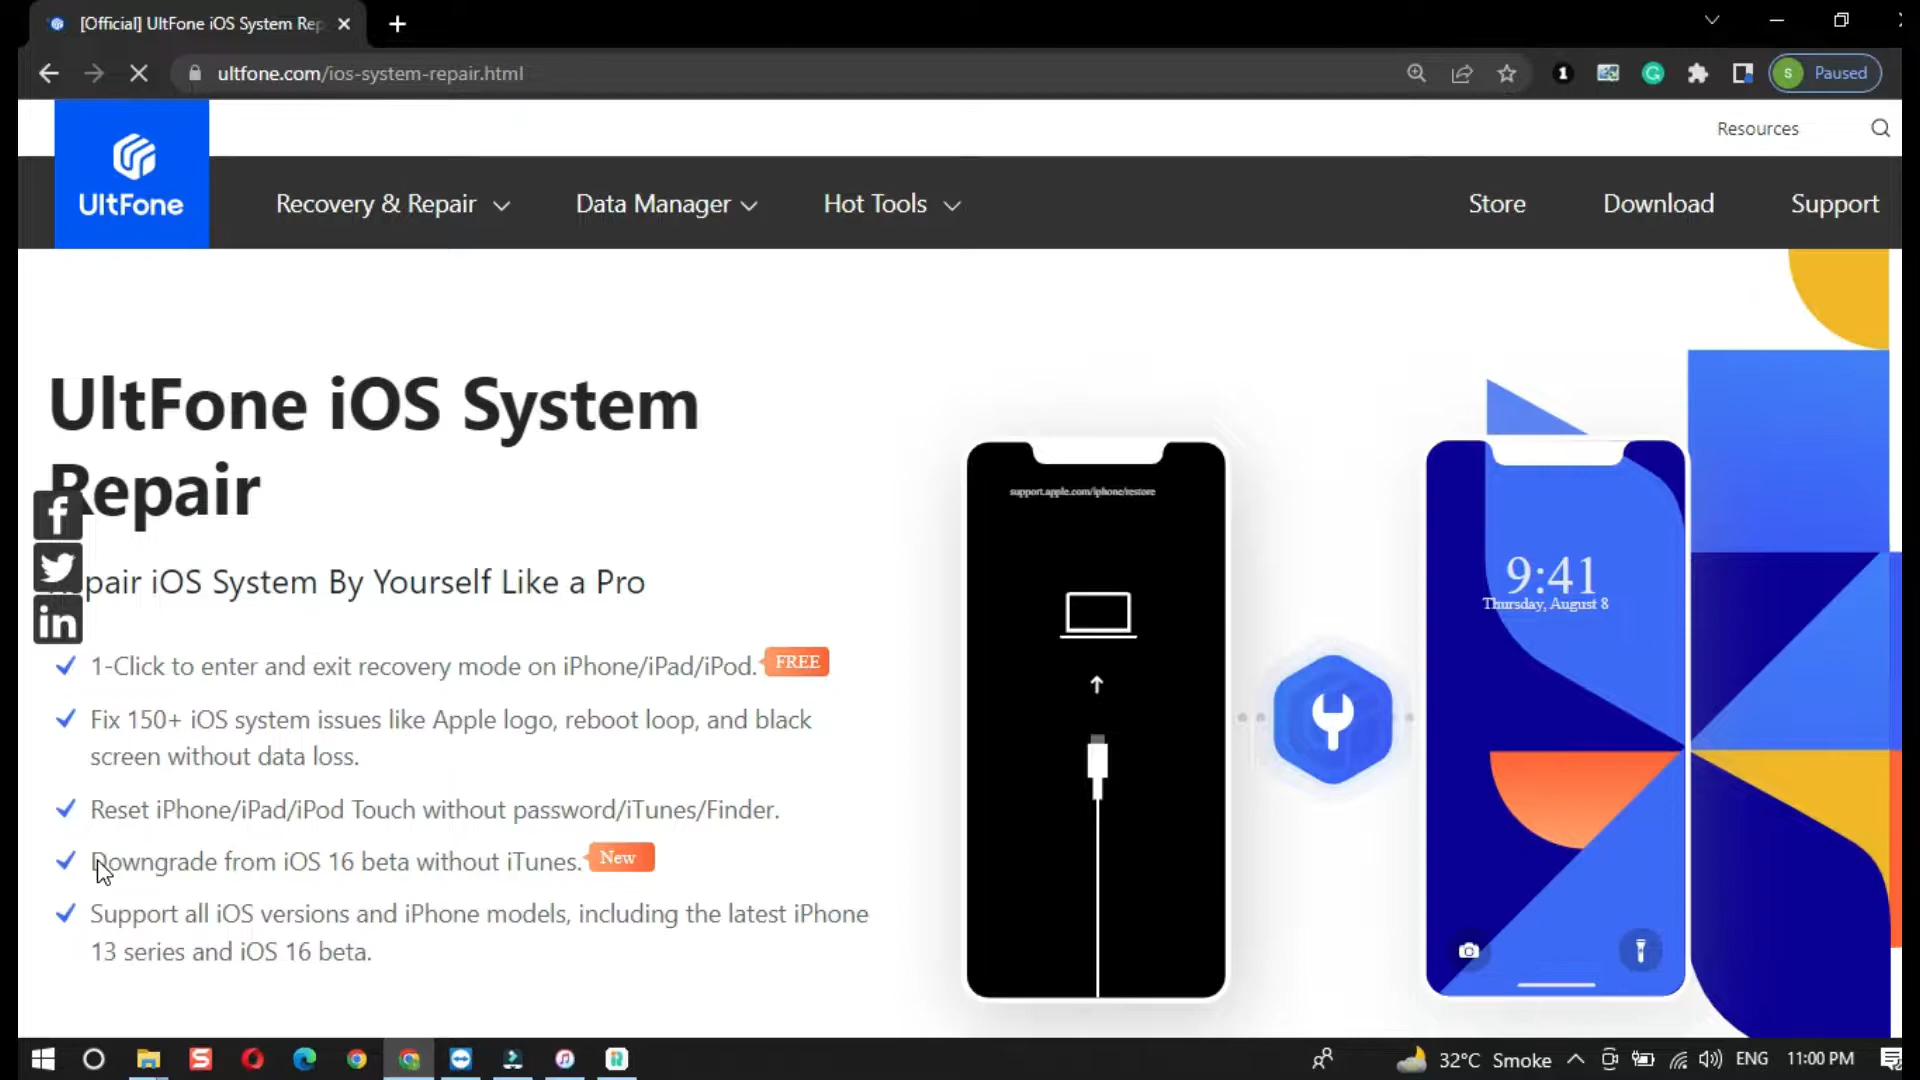 [Official] UltFone iOS System Rep
ultfone.com/ios-system-repair.html
1
G
S
Paused
Resources
UltFone
Recovery & Repair
Data Manager
Hot Tools
Store
Download
Support
UltFone iOS System
Repair
pair iOS System By Yourself Like a Pro
f
in
1-Click to enter and exit recovery mode on iPhone/iPad/iPod.
FREE
Fix 150+ iOS system issues like Apple logo, reboot loop, and black
screen without data loss.
Reset iPhone/iPad/iPod Touch without password/iTunes/Finder.
Downgrade from iOS 16 beta without iTunes.
New
Support all iOS versions and iPhone models, including the latest iPhone
13 series and iOS 16 beta.
support.apple.com/iphone/restore
9:41
Thursday, August 8
S
32°C Smoke
ENG
11:00 PM